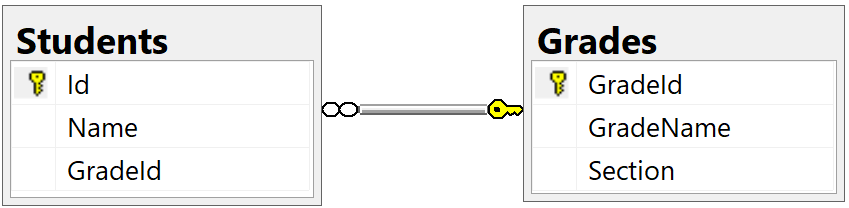 Students
Id
Name
GradeId
Grades
GradeId
GradeName
Section